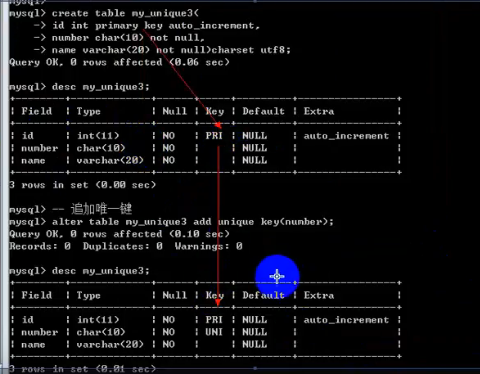 mysql>
mysql> create table my_unique3(
    -> id int primary key auto_increment,
    -> number char(10) not null,
    -> name varchar(20) not null)charset utf8;
Query OK, 0 rows affected (0.06 sec)
mysql> desc my_unique3;
+--------+-------------+------+-----+---------+----------------+
| Field | Type | Null | Key | Default | Extra |
+--------+-------------+------+-----+---------+----------------+
| id | int(11) | NO | PRI | NULL | auto_increment |
| number | char(10) | NO | | NULL | |
| name | varchar(20) | NO | | NULL | |
+--------+-------------+------+-----+---------+----------------+
3 rows in set (0.00 sec)
mysql> -- 追加唯一键
mysql> alter table my_unique3 add unique key(number);
Query OK, 0 rows affected (0.10 sec)
Records: 0 Duplicates: 0 Warnings: 0
mysql> desc my_unique3;
+--------+-------------+------+-----+---------+----------------+
| Field | Type | Null | Key | Default | Extra |
+--------+-------------+------+-----+---------+----------------+
| id | int(11) | NO | PRI | NULL | auto_increment |
| number | char(10) | NO | UNI | NULL | |
| name | varchar(20) | NO | | NULL | |
+--------+-------------+------+-----+---------+----------------+
3 rows in set (0.01 sec)